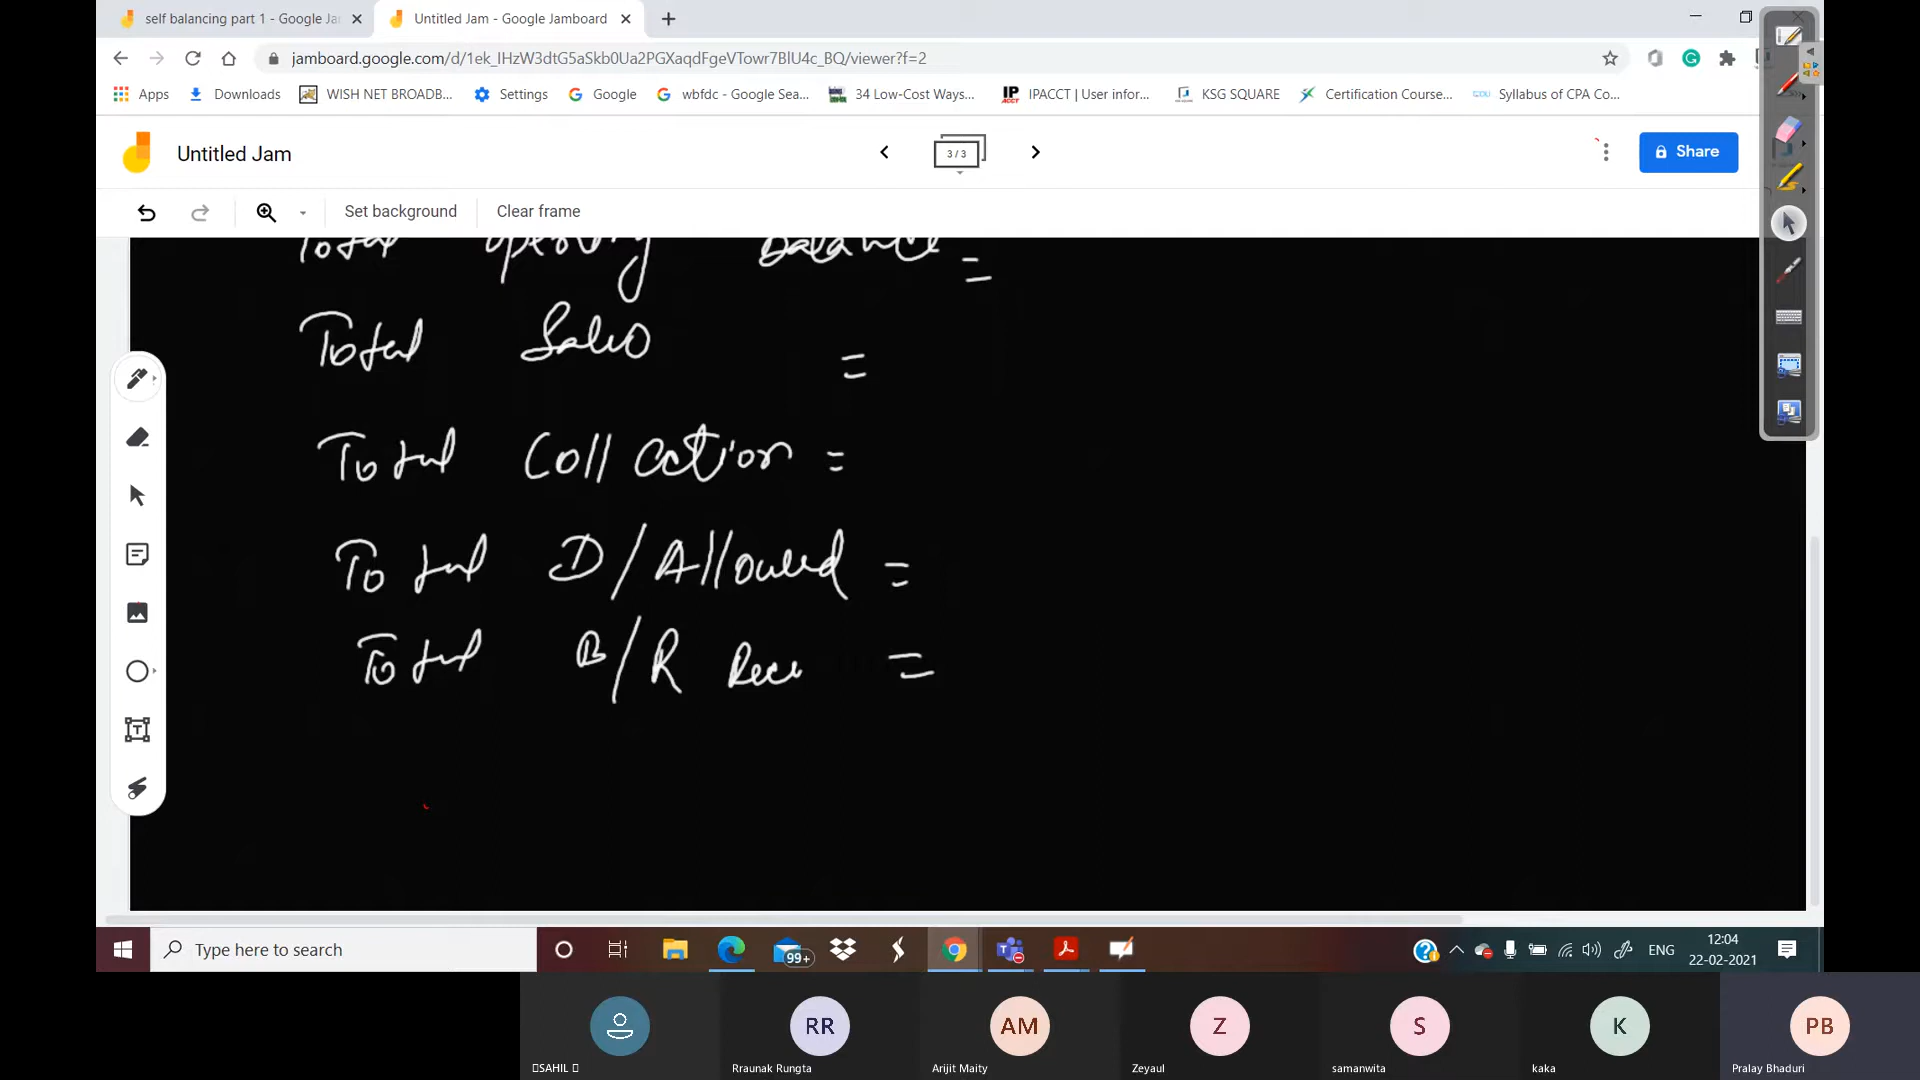 self balancing part 1 - Google Ja
Untitled Jam - Google Jamboard
jamboard.google.com/d/1ek_IHzW3dtG5aSkb0Ua2PGXaqdFgeVTowr7BlU4c_BQ/viewer?f=2
Apps
Downloads
WISH NET BROADB...
Settings
Google
wbfdc - Google Sea...
34 Low-Cost Ways...
IPACCT | User infor...
KSG SQUARE
Certification Course...
Syllabus of CPA Co...
Untitled Jam
3 / 3
Share
Set background
Clear frame
Total Opening Balance =
Total Sales =
Total Collection =
Total D/Allowed =
Total B/R Rece =
Type here to search
99+
ENG
12:04
22-02-2021
RR
AM
Z
S
K
PB
SAHIL
Rraunak Rungta
Arijit Maity
Zeyaul
samanwita
kaka
Pralay Bhaduri